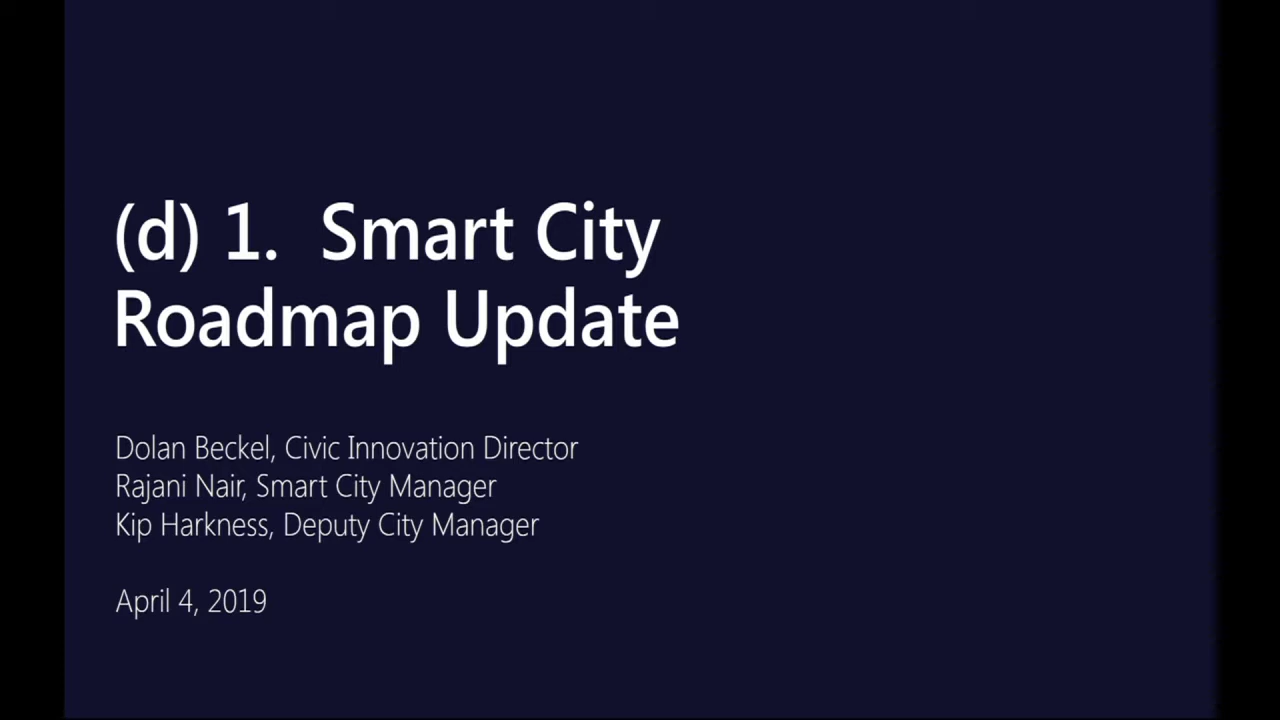 (d) 1.  Smart City
Roadmap Update
Dolan Beckel, Civic Innovation Director
Rajani Nair, Smart City Manager
Kip Harkness, Deputy City Manager
April 4, 2019